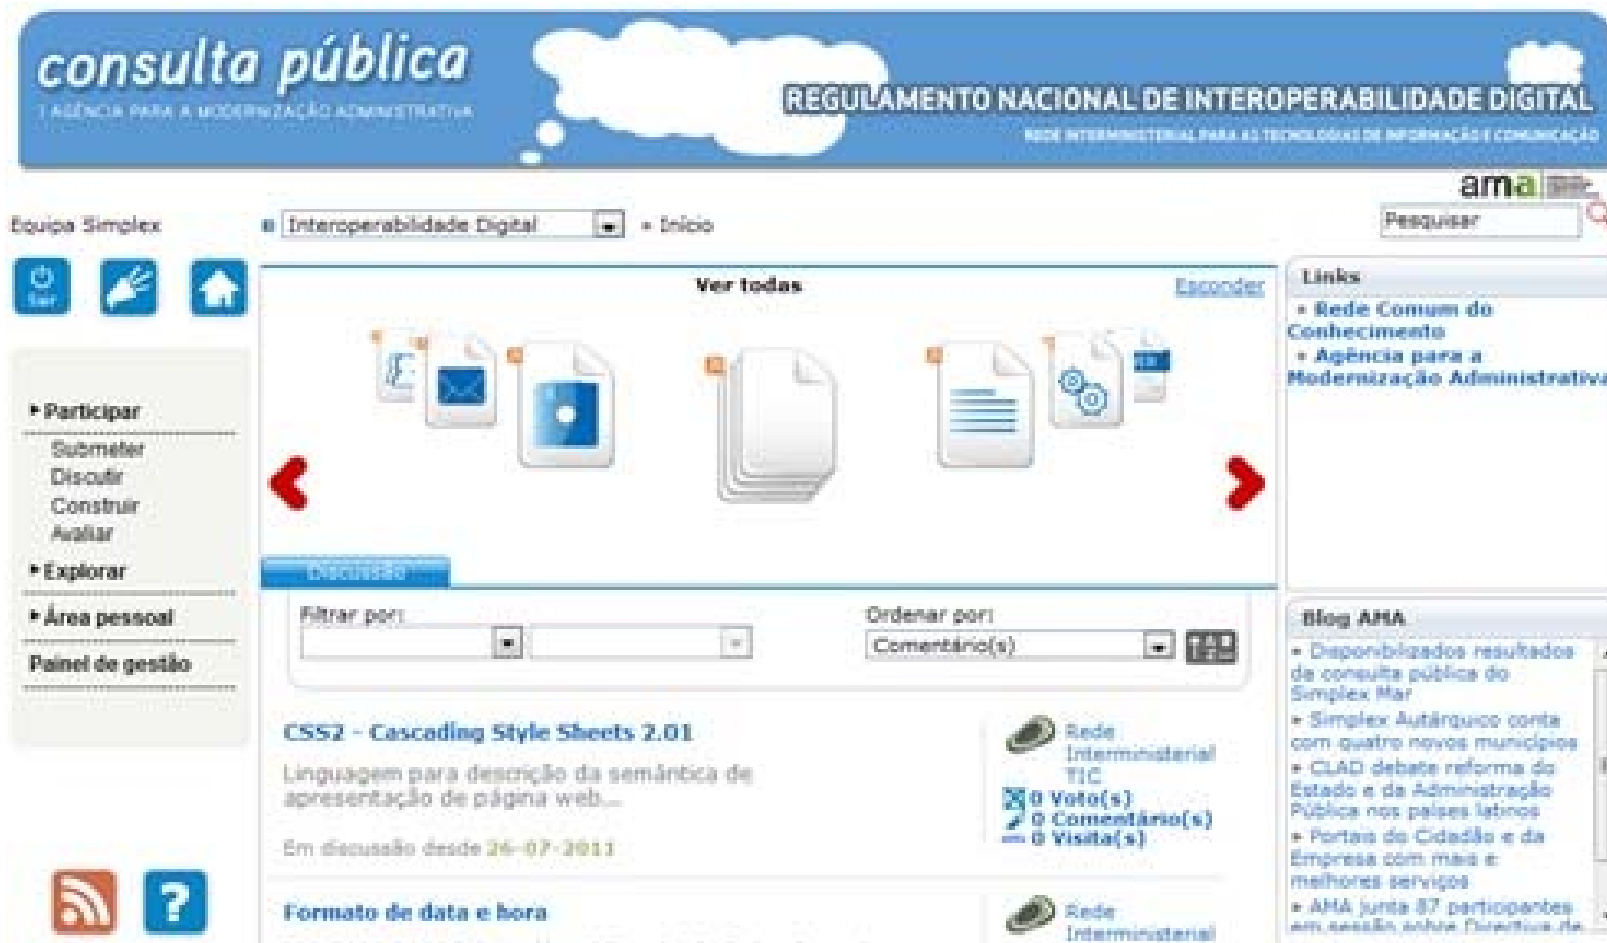 consulta pública
AGÊNCIA PARA A MODERNIZAÇÃO ADMINISTRATIVA
REGULAMENTO NACIONAL DE INTEROPERABILIDADE DIGITAL
REDE INTERMINISTERIAL PARA AS TECNOLOGIAS DE INFORMAÇÃO E COMUNICAÇÃO
ama
Equipa Simplex
Interoperabilidade Digital
» Início
Pesquisar
Sair
Participar
Submeter
Discutir
Construir
Avaliar
Explorar
Área pessoal
Painel de gestão
?
Ver todas
Esconder
Discussão
Filtrar por:
Ordenar por:
Comentário(s)
CSS2 - Cascading Style Sheets 2.01
Linguagem para descrição da semântica de
apresentação de página web...
Em discussão desde 26-07-2011
Rede
Interministerial
TIC
0 Voto(s)
0 Comentário(s)
0 Visita(s)
Formato de data e hora
Rede
Interministerial
Links
» Rede Comum do
Conhecimento
» Agência para a
Modernização Administrativa
Blog AMA
» Disponibilizados resultados
da consulta pública do
Simplex Mar
» Simplex Autárquico conta
com quatro novos municípios
» CLAD debate reforma do
Estado e da Administração
Pública nos países latinos
» Portais do Cidadão e da
Empresa com mais e
melhores serviços
» AMA junta 87 participantes
em sessão sobre Directiva de